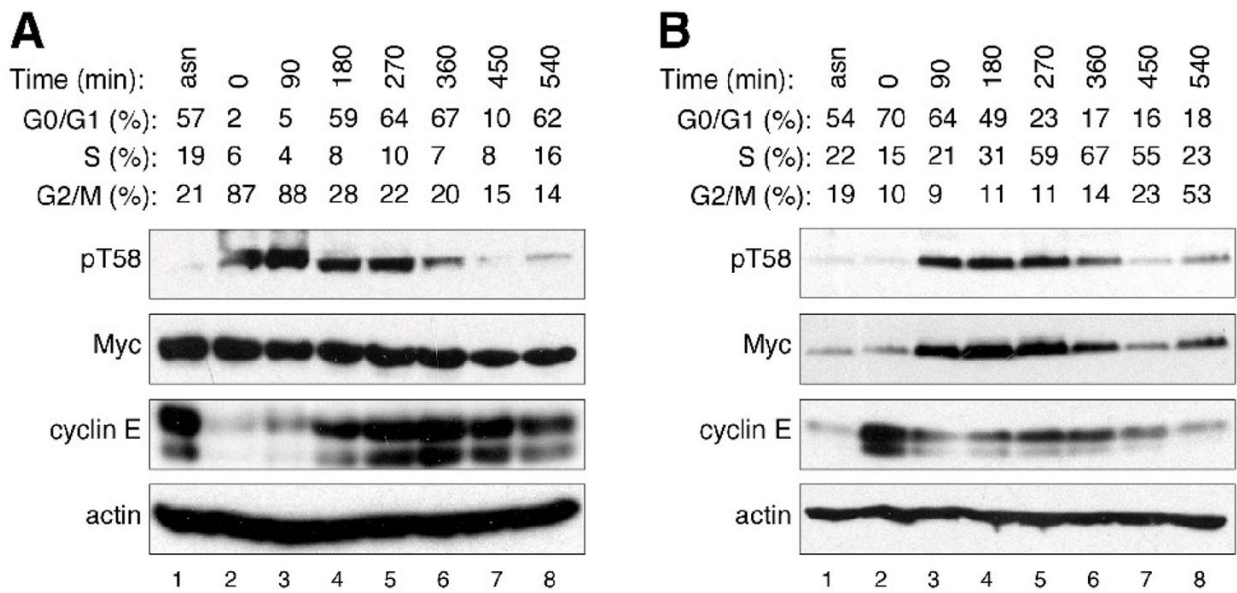 A
Time (min): asn 0 90 180 270 360 450 540
G0/G1 (%): 57 2 5 59 64 67 10 62
S (%): 19 6 4 8 10 7 8 16
G2/M (%): 21 87 88 28 22 20 15 14
pT58
Myc
cyclin E
actin
1 2 3 4 5 6 7 8
B
Time (min): asn 0 90 180 270 360 450 540
G0/G1 (%): 54 70 64 49 23 17 16 18
S (%): 22 15 21 31 59 67 55 23
G2/M (%): 19 10 9 11 11 14 23 53
pT58
Myc
cyclin E
actin
1 2 3 4 5 6 7 8